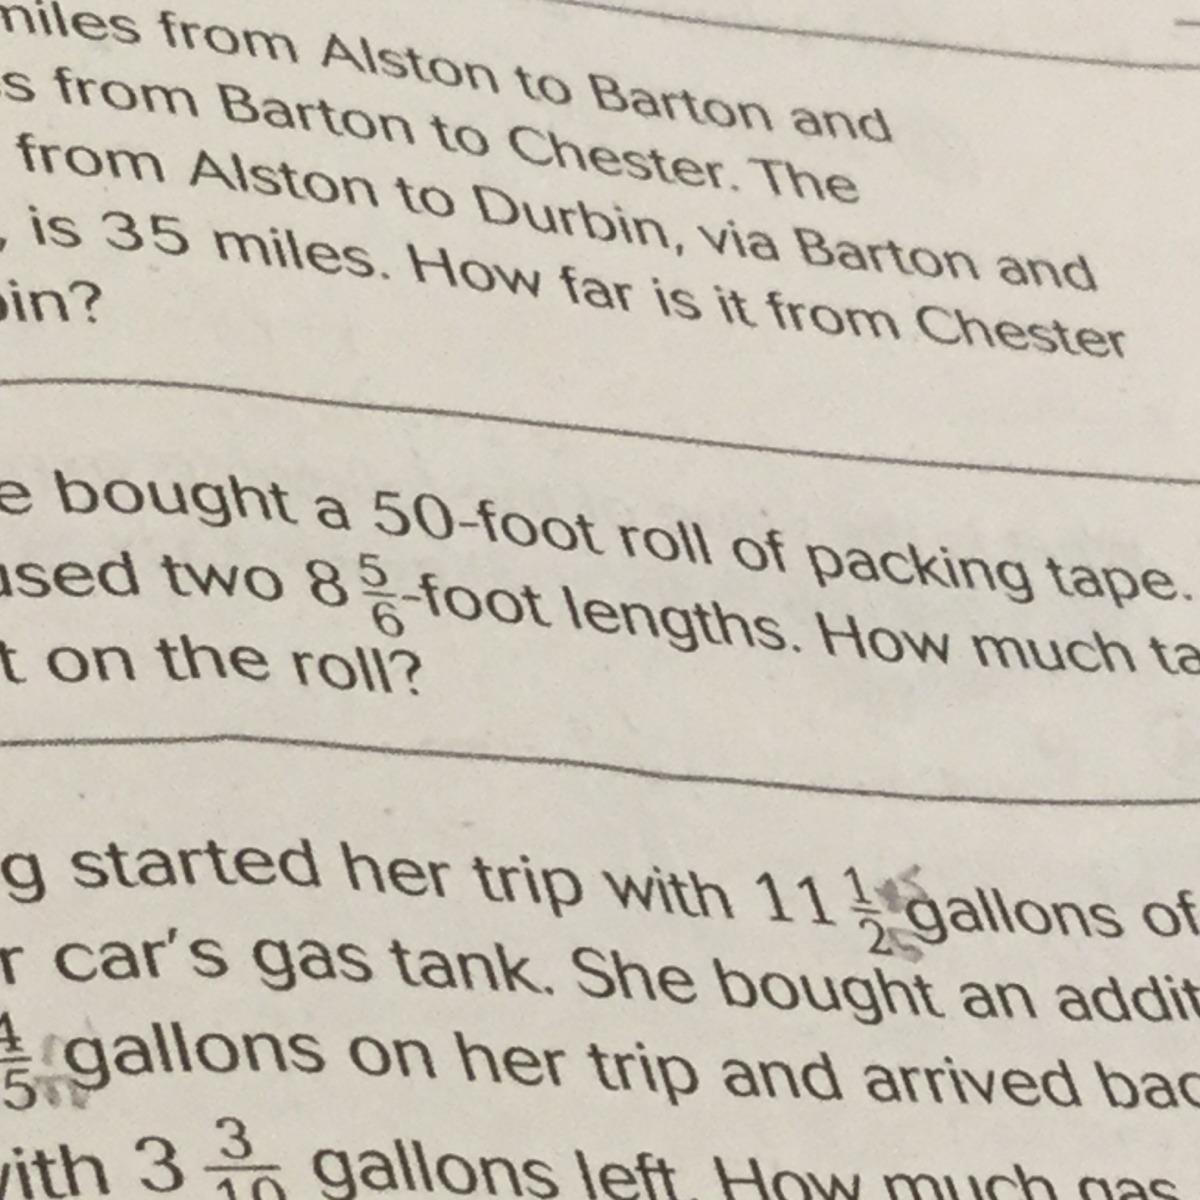 miles from Alston to Barton and
from Barton to Chester. The
from Alston to Durbin, via Barton and
, is 35 miles. How far is it from Chester
in?
bought a 50-foot roll of packing tape.
used two 8 5/6-foot lengths. How much ta
t on the roll?
g started her trip with 11 1/2 gallons of
r car's gas tank. She bought an addit
4/5 gallons on her trip and arrived bac
with 3 3/10 gallons left. How much gas